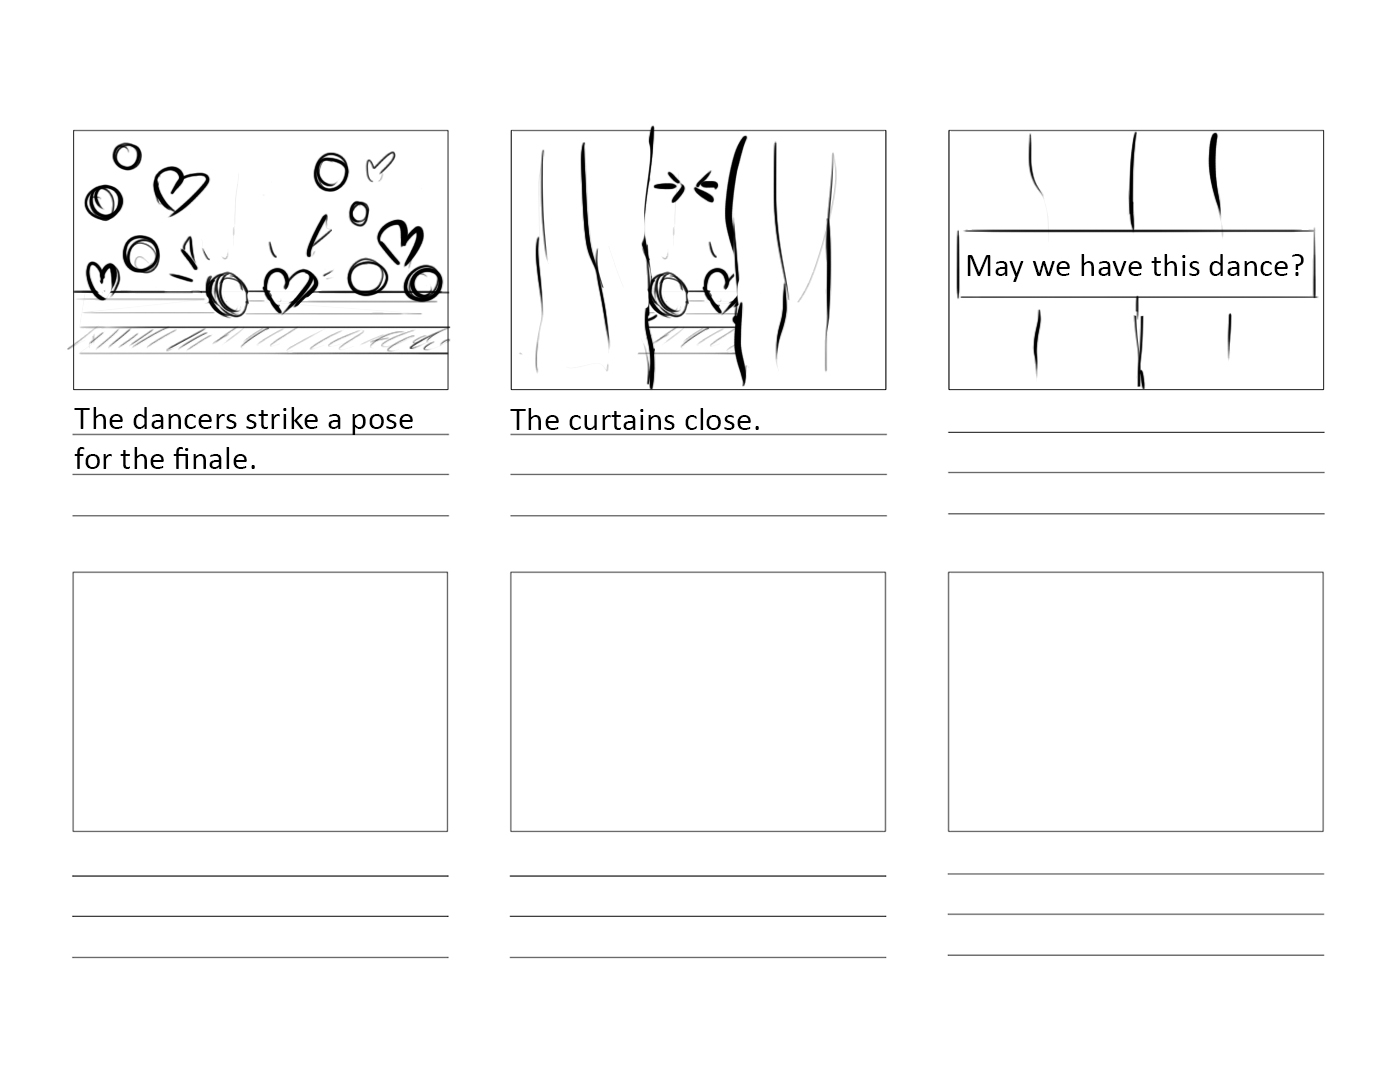 The dancers strike a pose
for the finale.
The curtains close.
May we have this dance?